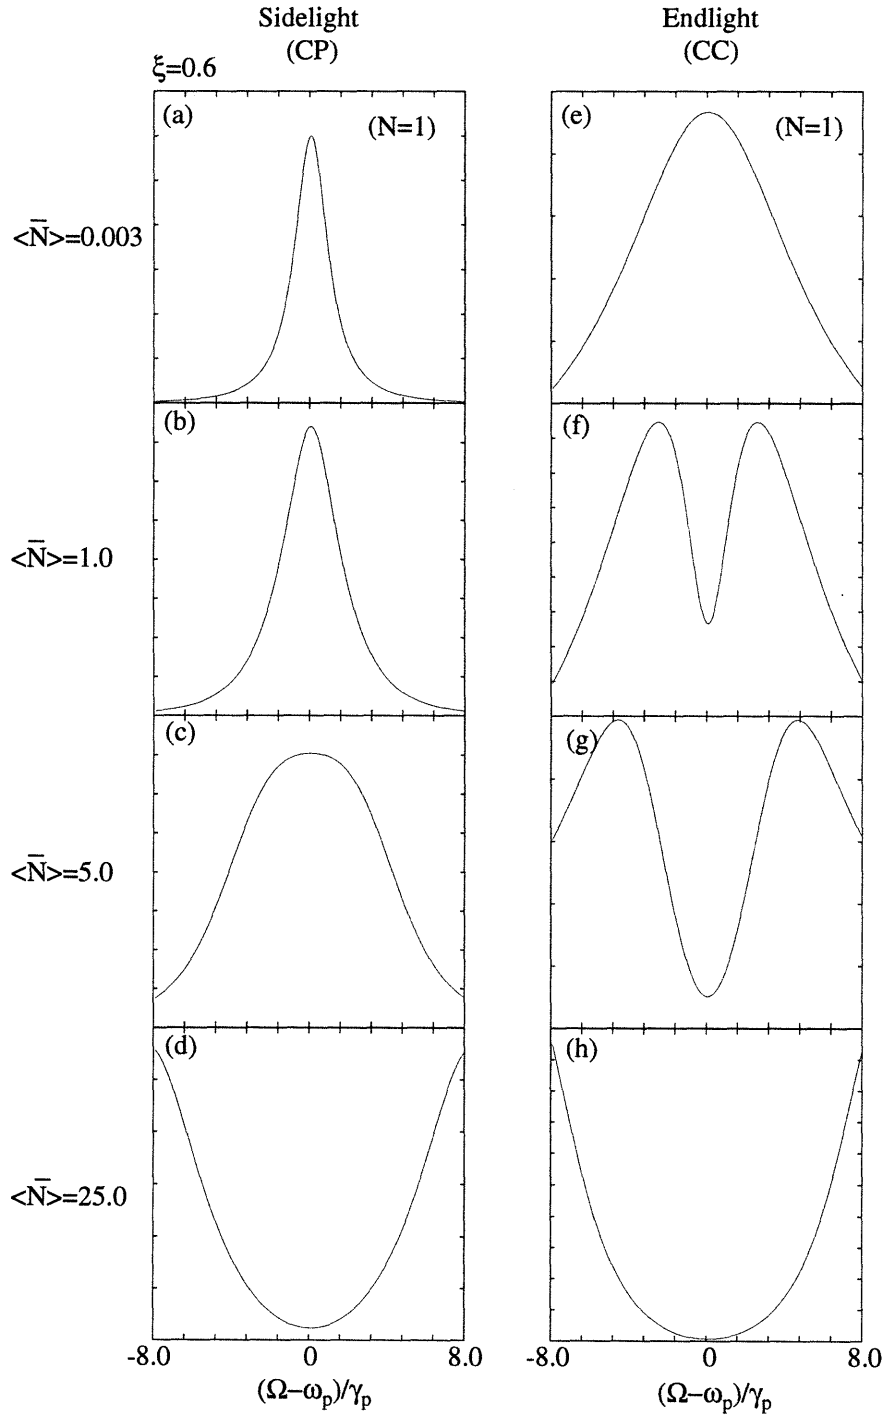 Sidelight
(CP)
Endlight
(CC)
ξ=0.6
(a)
(N=1)
(e)
(N=1)
<N̅>=0.003
(b)
(f)
<N̅>=1.0
(c)
(g)
<N̅>=5.0
(d)
(h)
<N̅>=25.0
-8.0 0 8.0
-8.0 0 8.0
(Ω−ωₚ)/γₚ
(Ω−ωₚ)/γₚ